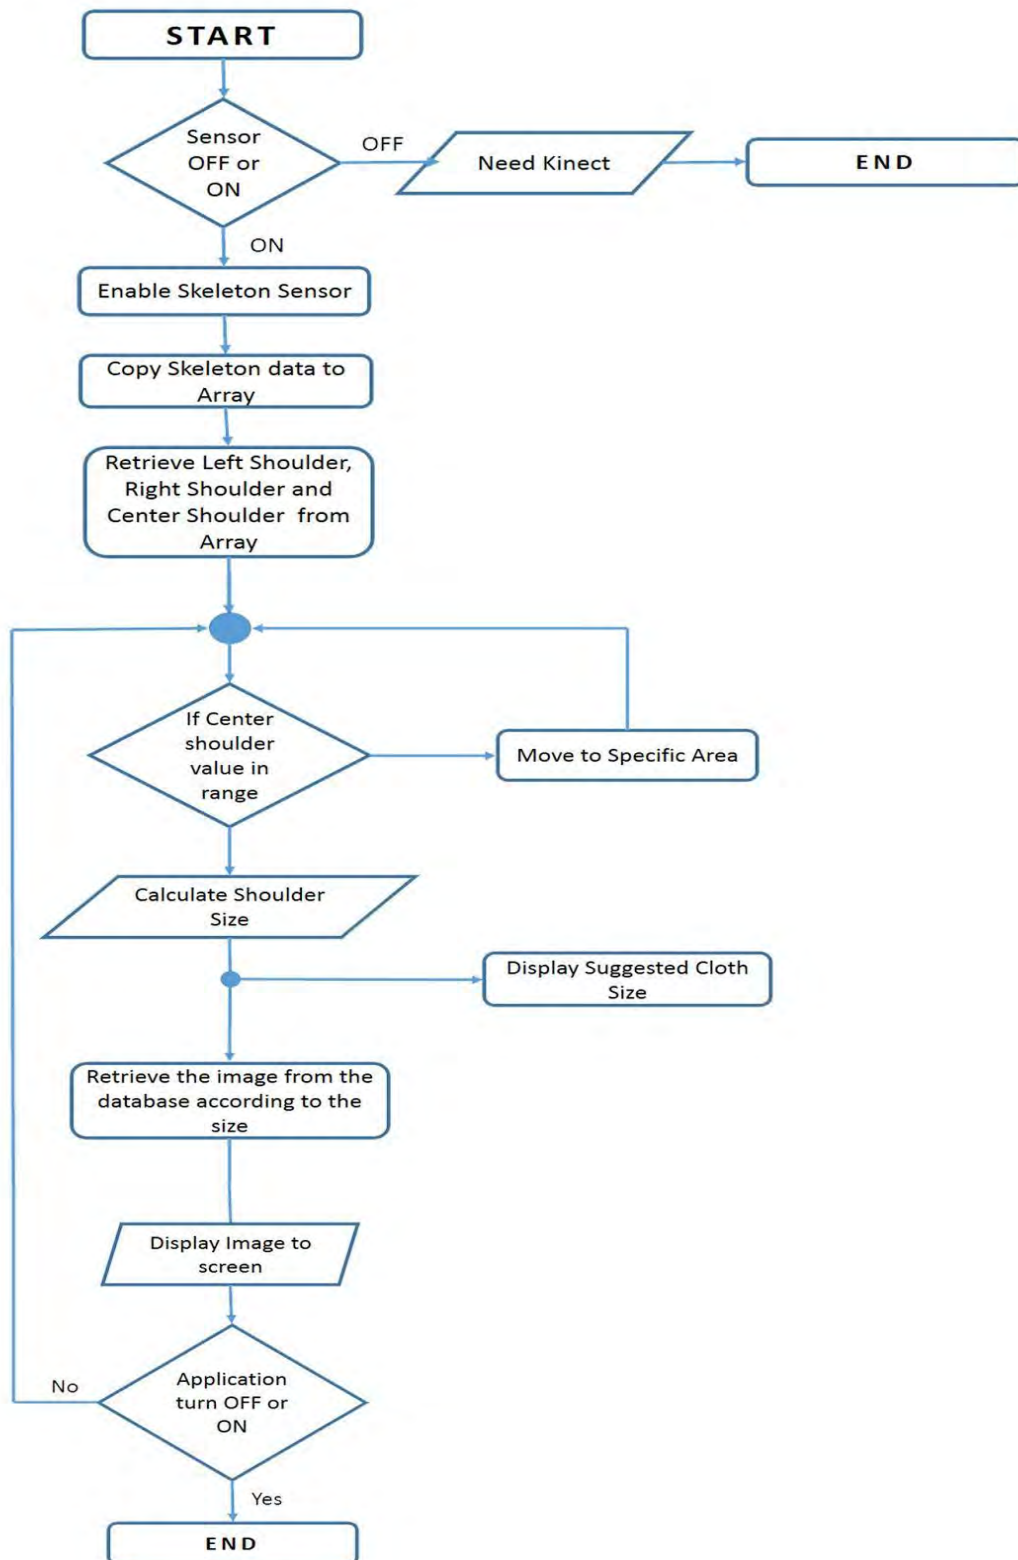 START
Sensor
OFF or
ON
OFF
Need Kinect
END
ON
Enable Skeleton Sensor
Copy Skeleton data to
Array
Retrieve Left Shoulder,
Right Shoulder and
Center Shoulder from
Array
If Center
shoulder
value in
range
Move to Specific Area
Calculate Shoulder
Size
Display Suggested Cloth
Size
Retrieve the image from the
database according to the
size
Display Image to
screen
Application
turn OFF or
ON
No
Yes
END